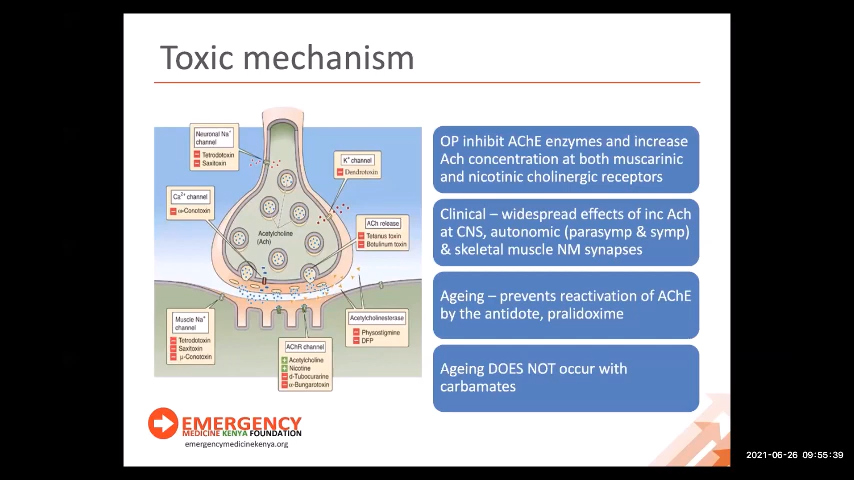 Toxic mechanism
Neuronal Na+
channel
Tetrodotoxin
Saxitoxin
K+ channel
Dendrotoxin
Ca2+ channel
ω-Conotoxin
Acetylcholine
(Ach)
ACh release
Tetanus toxin
Botulinum toxin
Muscle Na+
channel
Tetrodotoxin
Saxitoxin
μ-Conotoxin
AChR channel
Acetylcholine
Nicotine
d-Tubocurarine
α-Bungarotoxin
Acetylcholinesterase
Physostigmine
DFP
OP inhibit AChE enzymes and increase
Ach concentration at both muscarinic
and nicotinic cholinergic receptors
Clinical – widespread effects of inc Ach
at CNS, autonomic (parasymp & symp)
& skeletal muscle NM synapses
Ageing – prevents reactivation of AChE
by the antidote, pralidoxime
Ageing DOES NOT occur with
carbamates
EMERGENCY
MEDICINE KENYA FOUNDATION
emergencymedicinekenya.org
2021-06-26 09:55:39